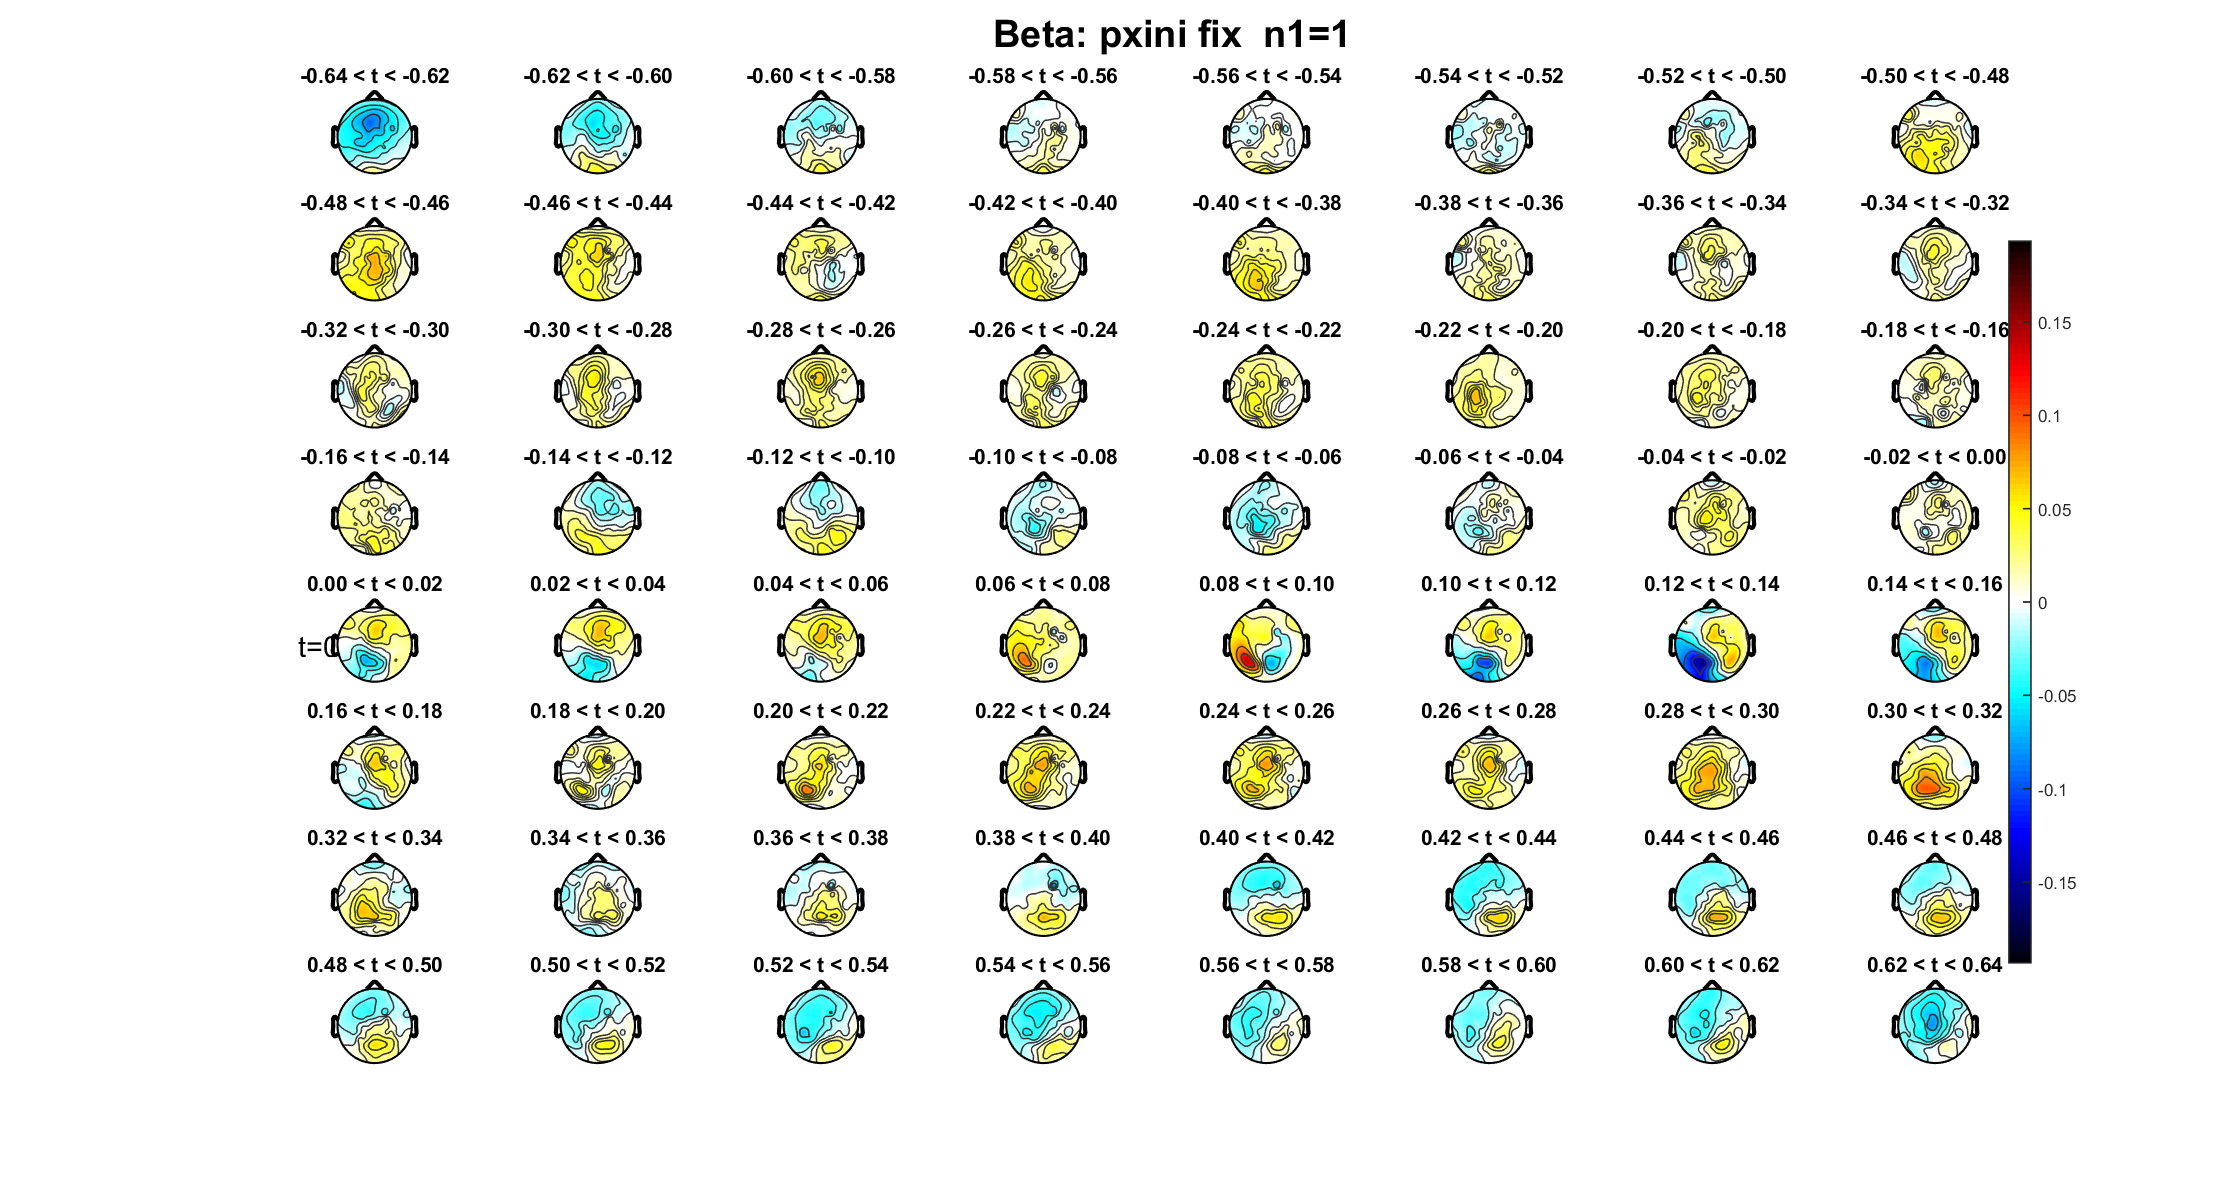 Beta: pxini fix  n1=1
-0.64 < t < -0.62 -0.62 < t < -0.60 -0.60 < t < -0.58 -0.58 < t < -0.56 -0.56 < t < -0.54 -0.54 < t < -0.52 -0.52 < t < -0.50 -0.50 < t < -0.48
-0.48 < t < -0.46 -0.46 < t < -0.44 -0.44 < t < -0.42 -0.42 < t < -0.40 -0.40 < t < -0.38 -0.38 < t < -0.36 -0.36 < t < -0.34 -0.34 < t < -0.32
-0.32 < t < -0.30 -0.30 < t < -0.28 -0.28 < t < -0.26 -0.26 < t < -0.24 -0.24 < t < -0.22 -0.22 < t < -0.20 -0.20 < t < -0.18 -0.18 < t < -0.16
-0.16 < t < -0.14 -0.14 < t < -0.12 -0.12 < t < -0.10 -0.10 < t < -0.08 -0.08 < t < -0.06 -0.06 < t < -0.04 -0.04 < t < -0.02 -0.02 < t < 0.00
0.00 < t < 0.02 0.02 < t < 0.04 0.04 < t < 0.06 0.06 < t < 0.08 0.08 < t < 0.10 0.10 < t < 0.12 0.12 < t < 0.14 0.14 < t < 0.16
t=0
0.16 < t < 0.18 0.18 < t < 0.20 0.20 < t < 0.22 0.22 < t < 0.24 0.24 < t < 0.26 0.26 < t < 0.28 0.28 < t < 0.30 0.30 < t < 0.32
0.32 < t < 0.34 0.34 < t < 0.36 0.36 < t < 0.38 0.38 < t < 0.40 0.40 < t < 0.42 0.42 < t < 0.44 0.44 < t < 0.46 0.46 < t < 0.48
0.48 < t < 0.50 0.50 < t < 0.52 0.52 < t < 0.54 0.54 < t < 0.56 0.56 < t < 0.58 0.58 < t < 0.60 0.60 < t < 0.62 0.62 < t < 0.64
0.15
0.1
0.05
0
-0.05
-0.1
-0.15